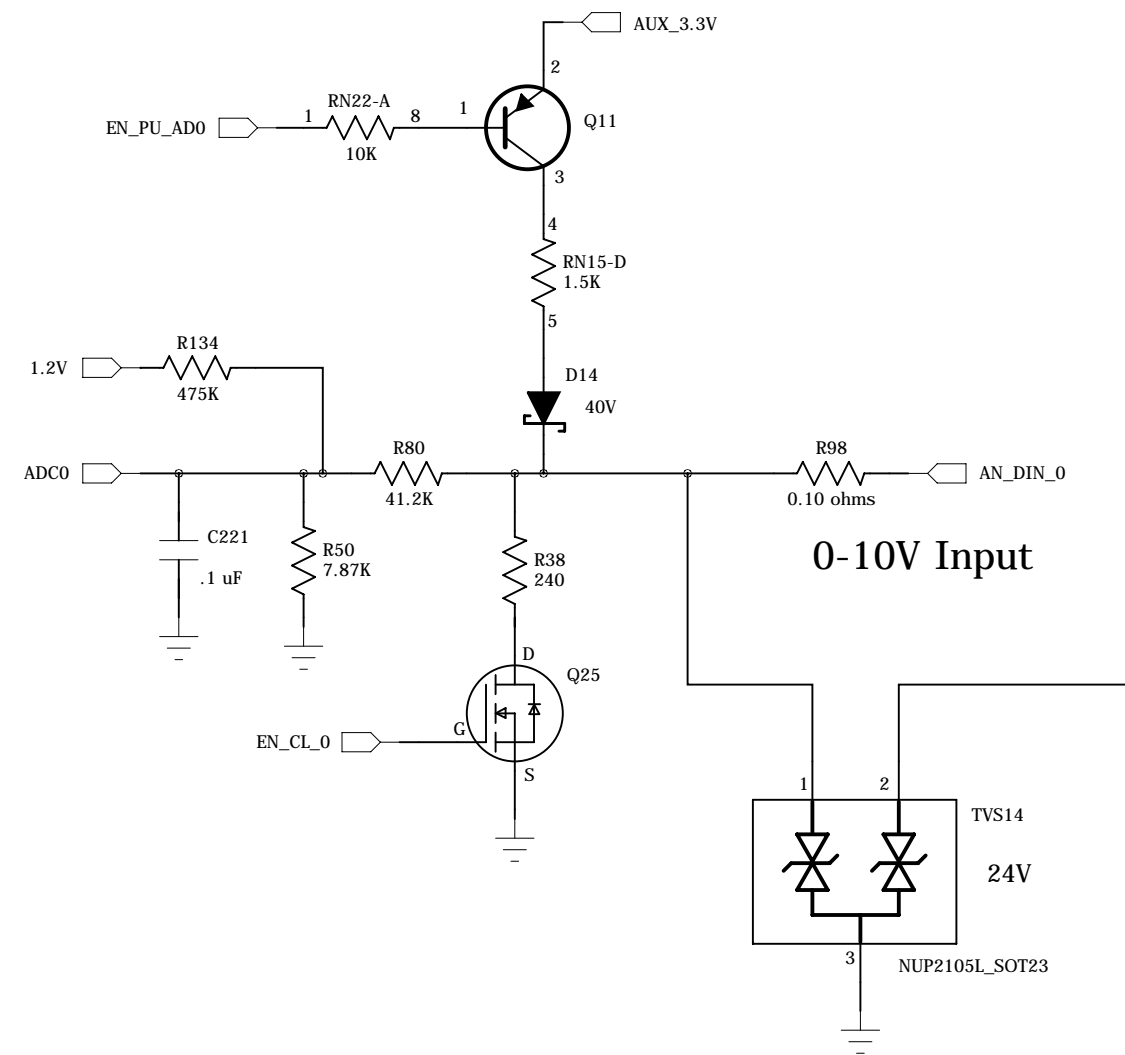 AUX_3.3V
2
RN22-A
EN_PU_AD0
1
8
1
Q11
10K
3
4
RN15-D
1.5K
5
R134
1.2V
D14
475K
40V
R80
R98
ADC0
AN_DIN_0
41.2K
0.10 ohms
C221
R50
7.87K
R38
240
.1 uF
0-10V Input
D
Q25
G
EN_CL_0
S
1
2
TVS14
24V
3
NUP2105L_SOT23